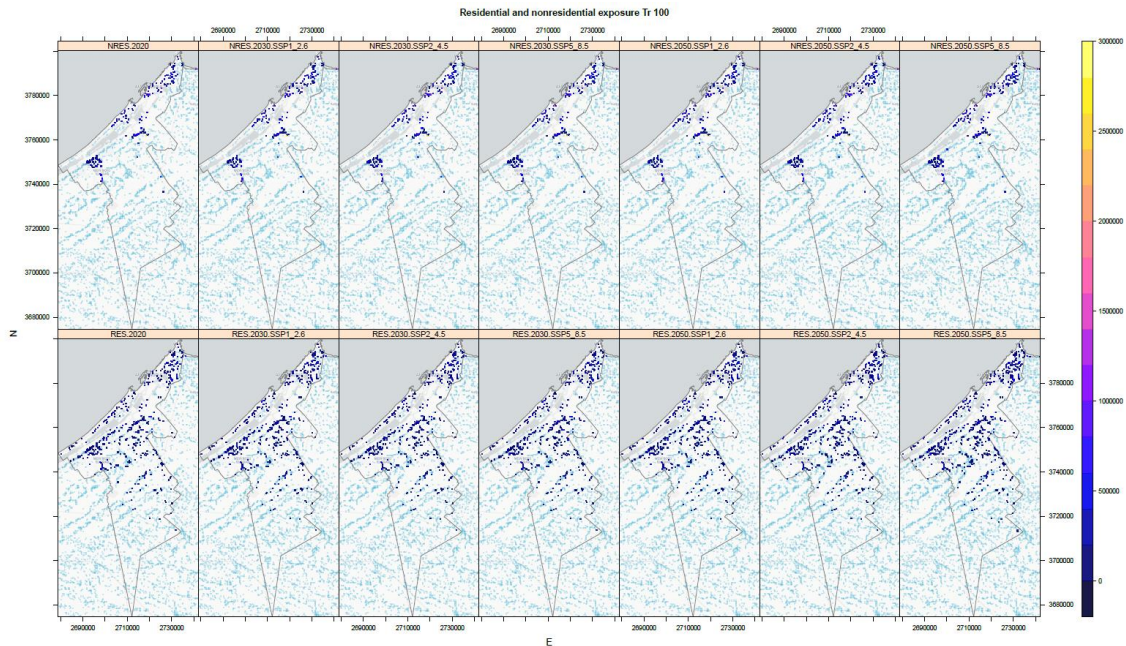 Residential and nonresidential exposure Tr 100
2690000 2710000 2730000 2690000 2710000 2730000 2690000 2710000 2730000
NRES.2020 NRES.2030.SSP1_2.6 NRES.2030.SSP2_4.5 NRES.2030.SSP5_8.5 NRES.2050.SSP1_2.6 NRES.2050.SSP2_4.5 NRES.2050.SSP5_8.5
3780000
3760000
3740000
3720000
3700000
3680000
N
RES.2020 RES.2030.SSP1_2.6 RES.2030.SSP2_4.5 RES.2030.SSP5_8.5 RES.2050.SSP1_2.6 RES.2050.SSP2_4.5 RES.2050.SSP5_8.5
3780000
3760000
3740000
3720000
3700000
3680000
2690000 2710000 2730000 2690000 2710000 2730000 2690000 2710000 2730000 2690000 2710000 2730000
E
3000000
2500000
2000000
1500000
1000000
500000
0